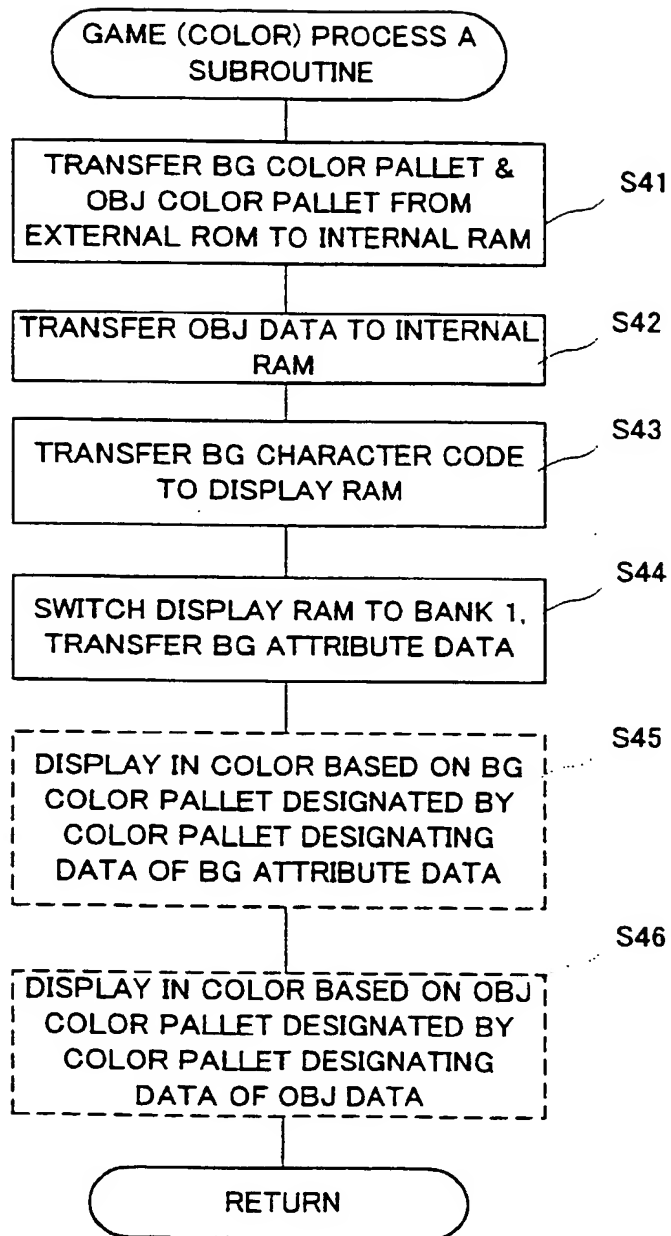 GAME (COLOR) PROCESS A
SUBROUTINE
TRANSFER BG COLOR PALLET &
OBJ COLOR PALLET FROM
EXTERNAL ROM TO INTERNAL RAM
S41
TRANSFER OBJ DATA TO INTERNAL
RAM
S42
TRANSFER BG CHARACTER CODE
TO DISPLAY RAM
S43
SWITCH DISPLAY RAM TO BANK 1,
TRANSFER BG ATTRIBUTE DATA
S44
DISPLAY IN COLOR BASED ON BG
COLOR PALLET DESIGNATED BY
COLOR PALLET DESIGNATING
DATA OF BG ATTRIBUTE DATA
S45
DISPLAY IN COLOR BASED ON OBJ
COLOR PALLET DESIGNATED BY
COLOR PALLET DESIGNATING
DATA OF OBJ DATA
S46
RETURN